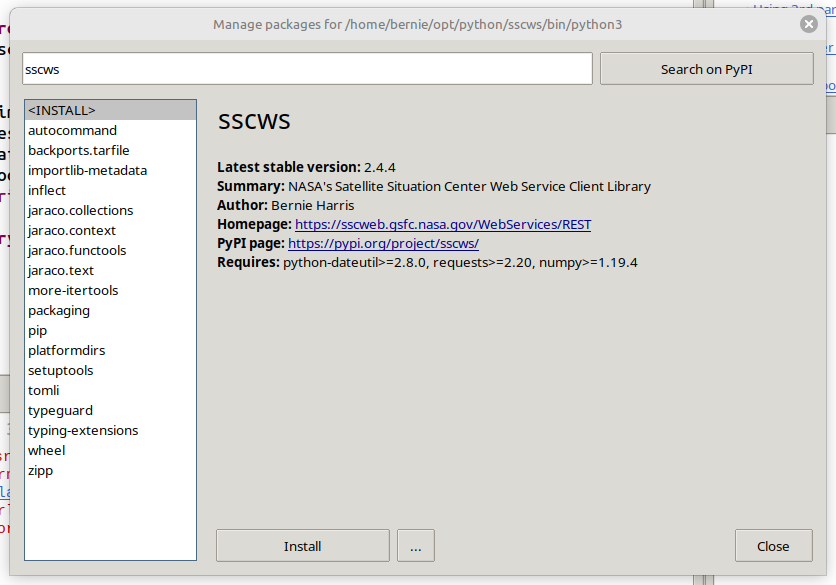 Manage packages for /home/bernie/opt/python/sscws/bin/python3
sscws
Search on PyPI
<INSTALL>
autocommand
backports.tarfile
importlib-metadata
inflect
jaraco.collections
jaraco.context
jaraco.functools
jaraco.text
more-itertools
packaging
pip
platformdirs
setuptools
tomli
typeguard
typing-extensions
wheel
zipp
sscws
Latest stable version: 2.4.4
Summary: NASA's Satellite Situation Center Web Service Client Library
Author: Bernie Harris
Homepage: https://sscweb.gsfc.nasa.gov/WebServices/REST
PyPI page: https://pypi.org/project/sscws/
Requires: python-dateutil>=2.8.0, requests>=2.20, numpy>=1.19.4
Install
...
Close